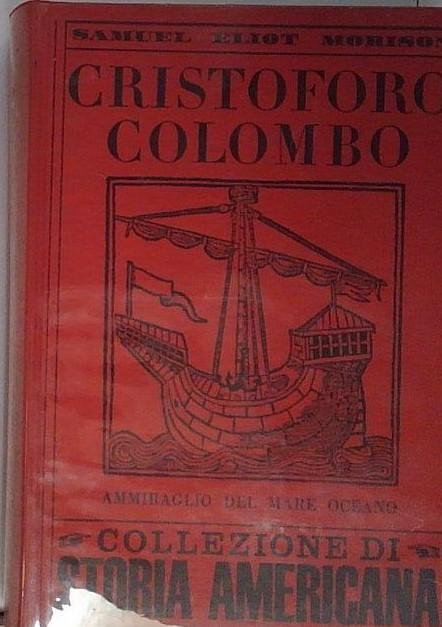 SAMUEL ELIOT MORISON
CRISTOFORO
COLOMBO
AMMIRAGLIO DEL MARE OCEANO
COLLEZIONE DI
STORIA AMERICANA